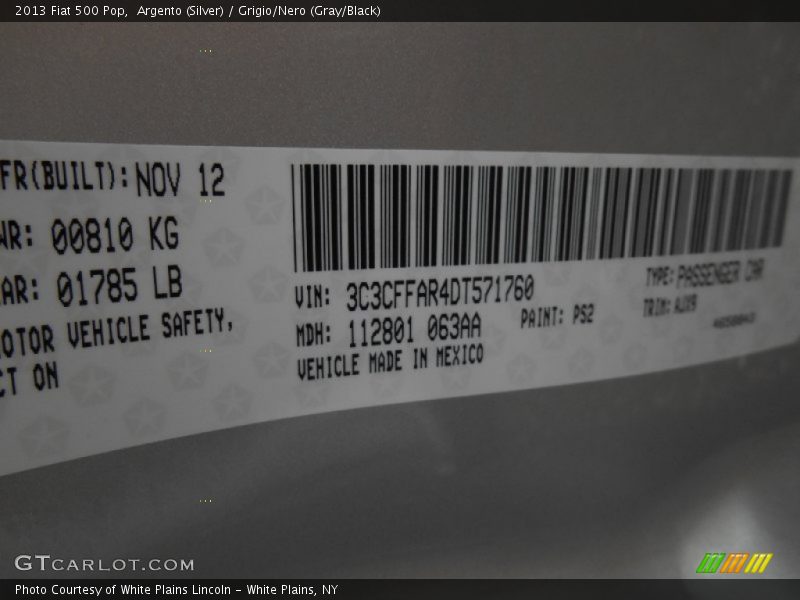 2013 Fiat 500 Pop,  Argento (Silver) / Grigio/Nero (Gray/Black)
FR(BUILT): NOV 12
WR: 00810 KG
AR: 01785 LB
OTOR VEHICLE SAFETY,
CT ON
VIN: 3C3CFFAR4DT571760
TYPE: PASSENGER CAR
MDH: 112801 063AA
PAINT: PS2
TRIM: AUX9
VEHICLE MADE IN MEXICO
GTCARLOT.COM
Photo Courtesy of White Plains Lincoln - White Plains, NY